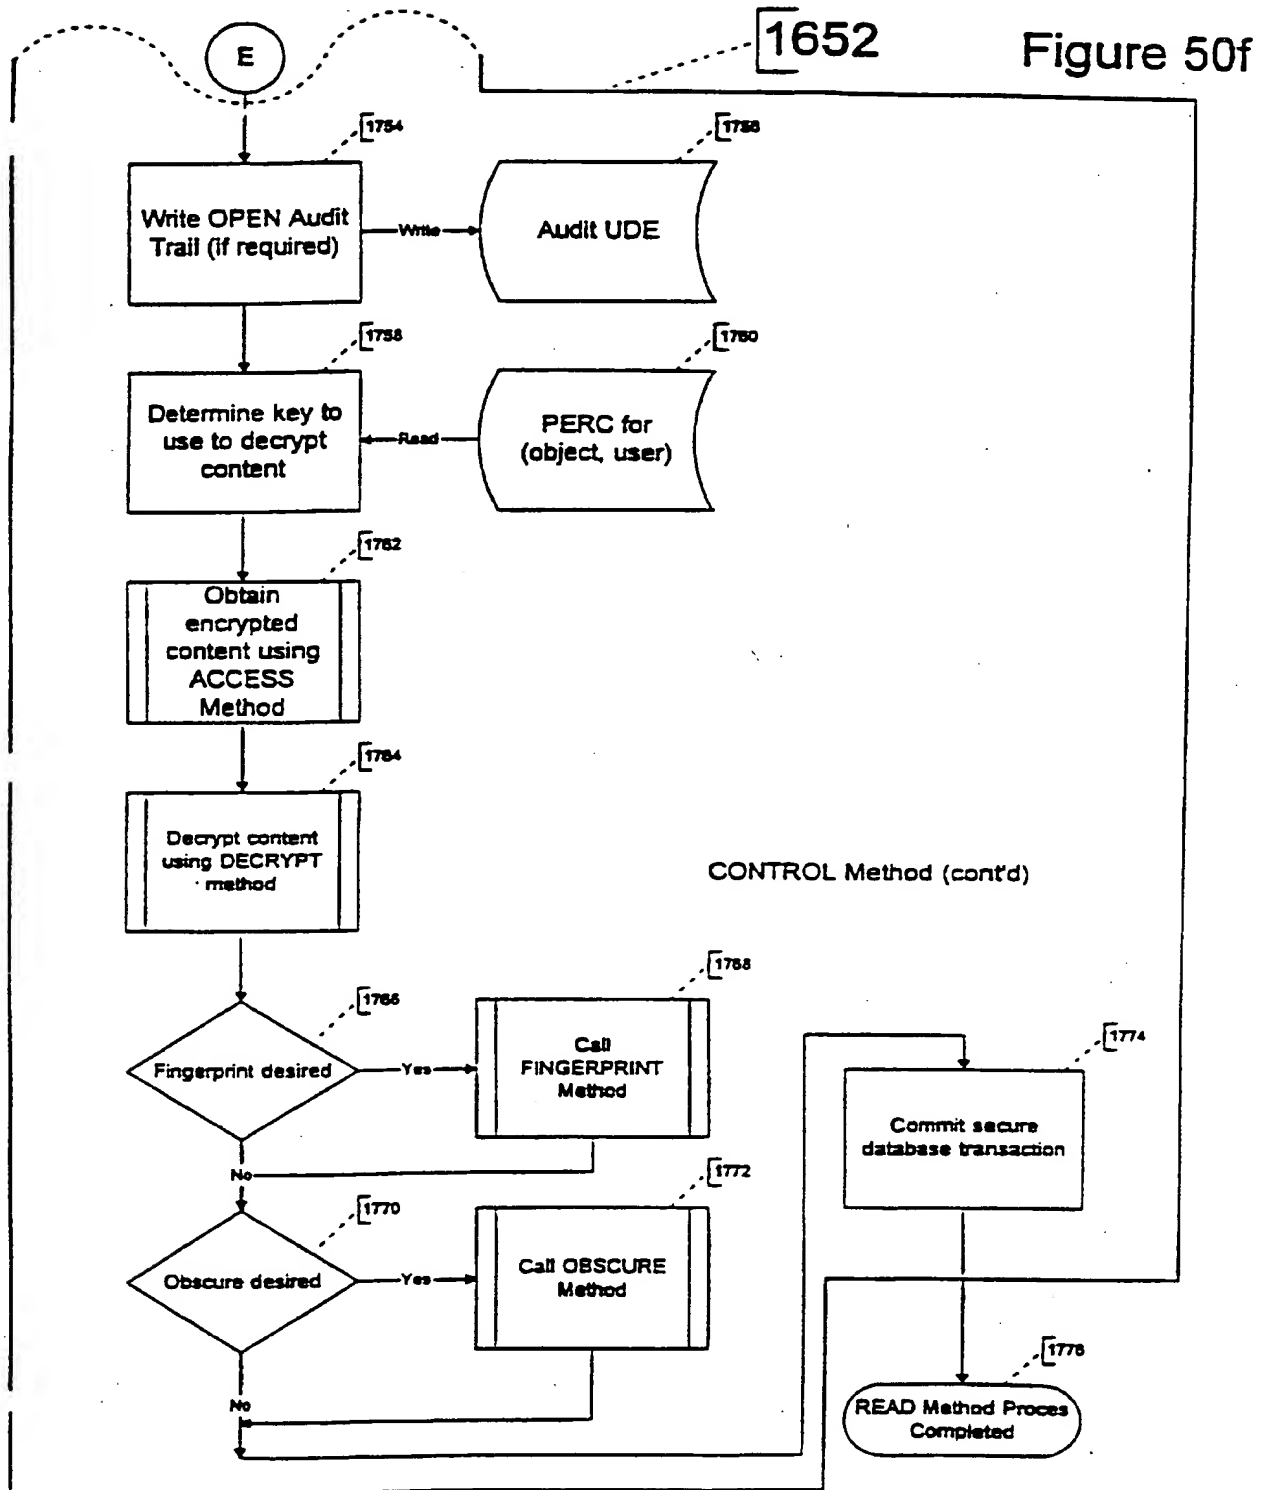 E
1652
Figure 50f
1754
Write OPEN Audit
Trail (if required)
Write
1756
Audit UDE
1758
Determine key to
use to decrypt
content
Read
1760
PERC for
(object, user)
1762
Obtain
encrypted
content using
ACCESS
Method
1764
Decrypt content
using DECRYPT
method
CONTROL Method (cont'd)
1766
Fingerprint desired
Yes
1768
Call
FINGERPRINT
Method
No
1770
Obscure desired
Yes
1772
Call OBSCURE
Method
No
1774
Commit secure
database transaction
1776
READ Method Proces
Completed